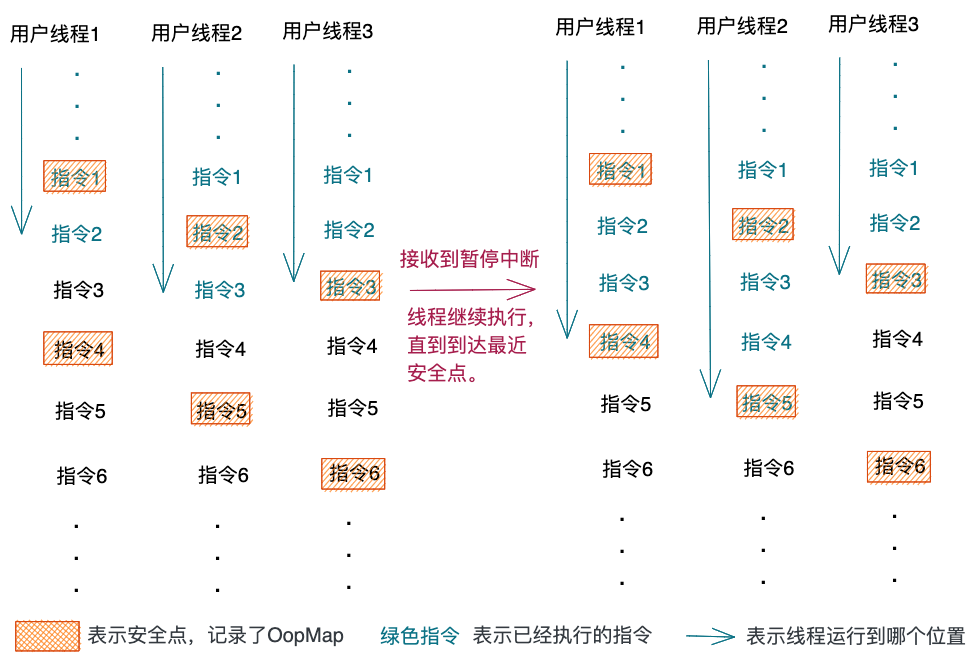 用户线程1 用户线程2 用户线程3
指令1 指令1 指令1
指令2 指令2 指令2
指令3 指令3 指令3
指令4 指令4 指令4
指令5 指令5 指令5
指令6 指令6 指令6
接收到暂停中断
线程继续执行，
直到到达最近
安全点。
用户线程1 用户线程2 用户线程3
指令1 指令1 指令1
指令2 指令2 指令2
指令3 指令3 指令3
指令4 指令4 指令4
指令5 指令5 指令5
指令6 指令6 指令6
表示安全点，记录了OopMap 绿色指令 表示已经执行的指令 表示线程运行到哪个位置